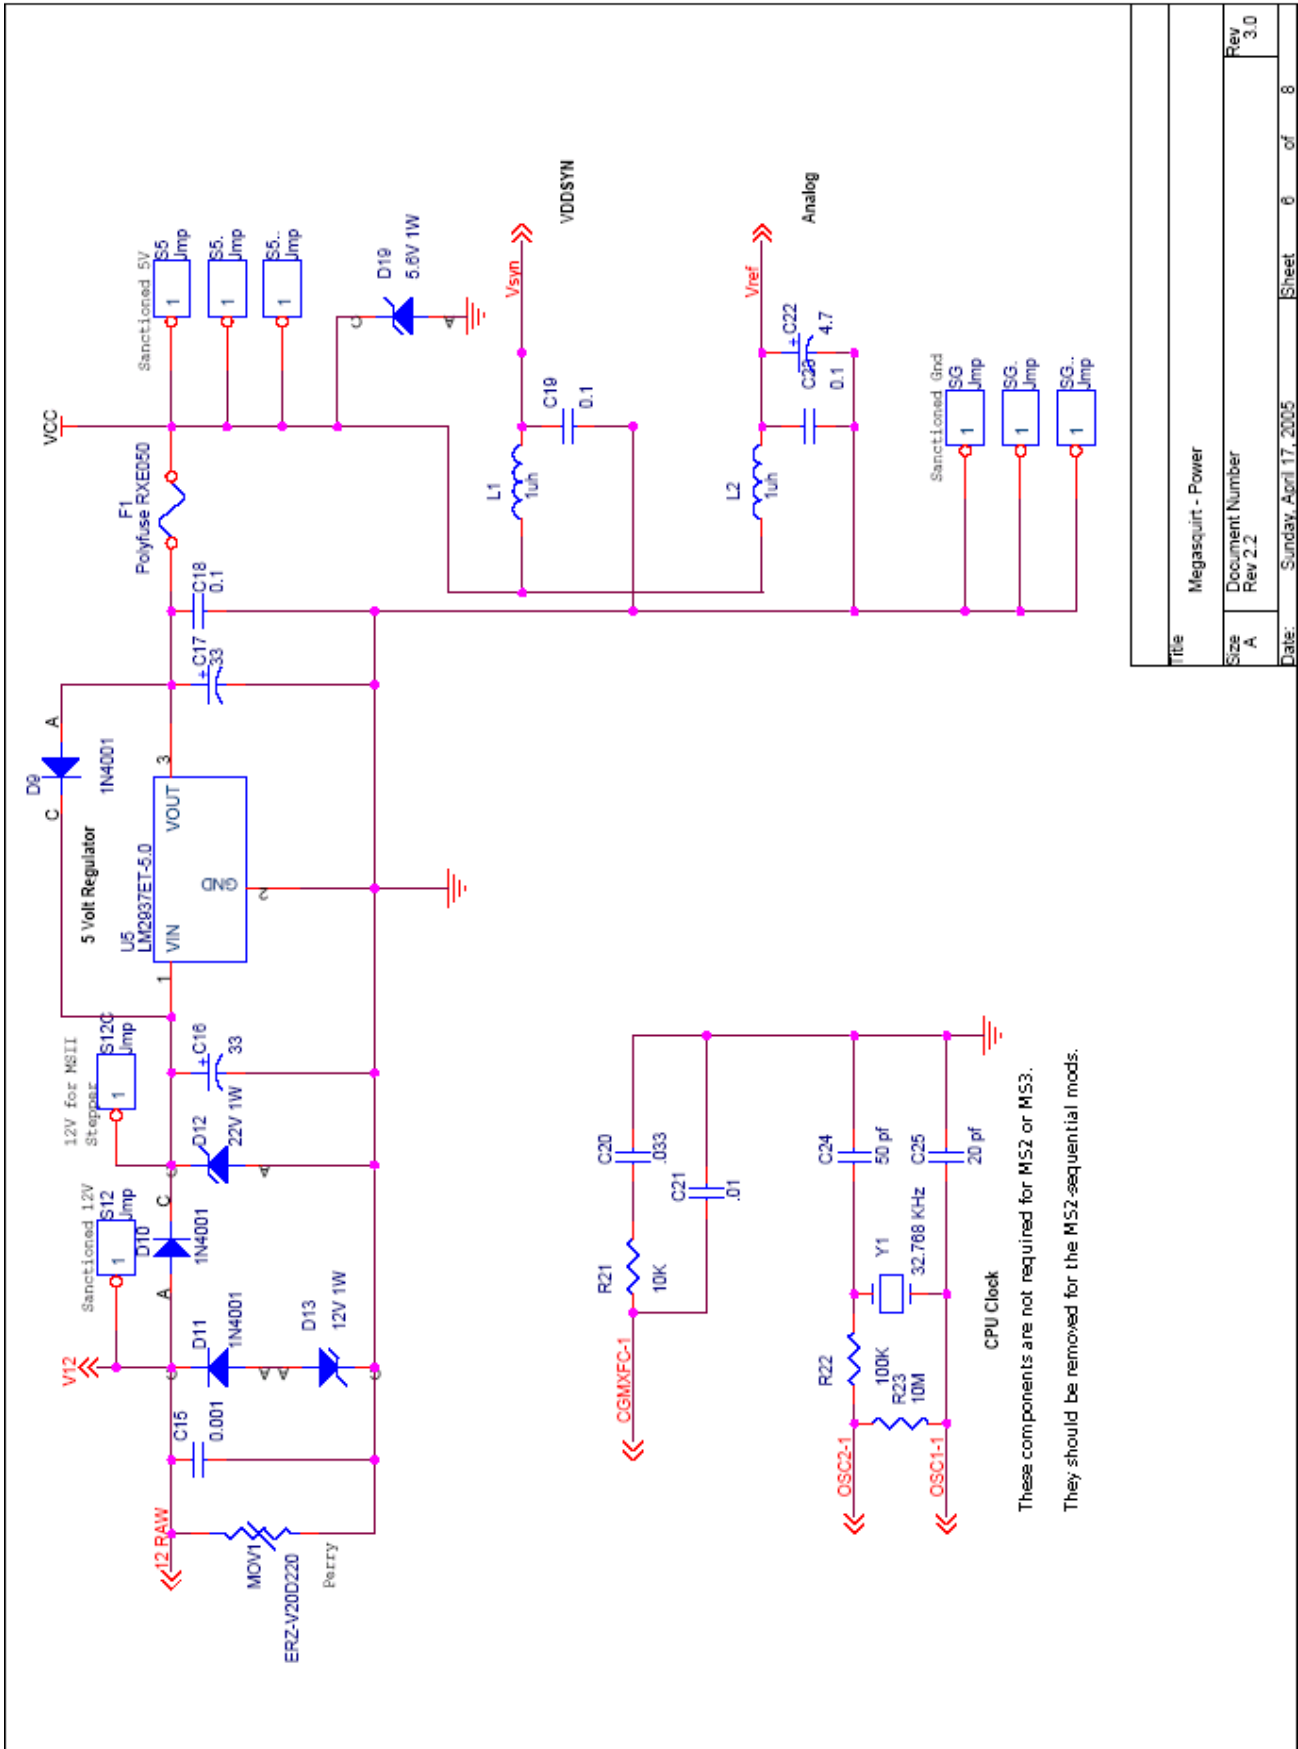 12 RAW
MOV1
ERZ-V20D220
Perry
C15
0.001
V12
D11
1N4001
D13
12V 1W
A
A
C
C
Sanctioned 12V
S12
Jmp
1
D10
1N4001
A
C
12V for MSII
Stepper
S12C
Jmp
1
D12
22V 1W
C
A
+
C16
33
5 Volt Regulator
U5
LM2937ET-5.0
VIN
VOUT
GND
1
2
3
D9
1N4001
C
A
+
C17
33
C18
0.1
F1
Polyfuse RXE050
VCC
Sanctioned 5V
S5
Jmp
1
S5.
Jmp
1
S5..
Jmp
1
D19
5.6V 1W
C
A
L1
1uh
C19
0.1
Vsyn
VDDSYN
L2
1uh
C23
0.1
+
C22
4.7
Vref
Analog
Sanctioned Gnd
SG
Jmp
1
SG.
Jmp
1
SG..
Jmp
1
CGMXFC-1
R21
10K
C20
.033
C21
.01
OSC2-1
OSC1-1
R22
100K
R23
10M
Y1
32.768 KHz
C24
50 pf
C25
20 pf
CPU Clock
These components are not required for MS2 or MS3.
They should be removed for the MS2-sequential mods.
Title
Megasquirt - Power
Size
A
Document Number
Rev 2.2
Rev
3.0
Date:
Sunday, April 17, 2005
Sheet
6
of
8